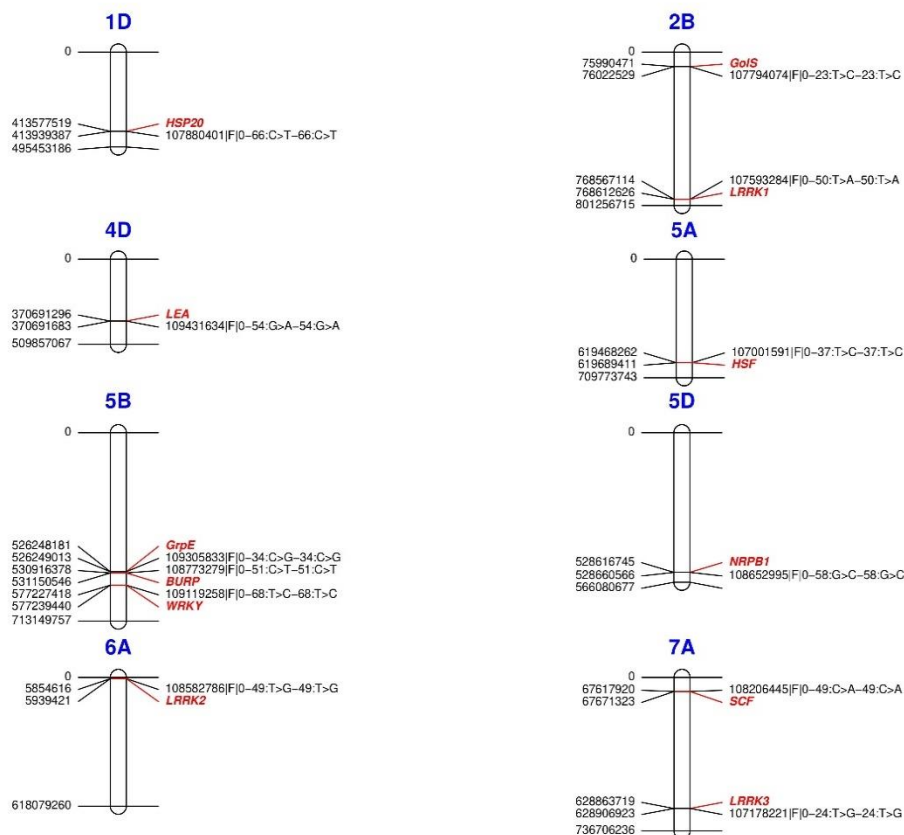 1D
0
413577519 HSP20
413939387 107880401|F|0-66:C>T-66:C>T
495453186
2B
0
75990471 GolS
76022529 107794074|F|0-23:T>C-23:T>C
768567114 107593284|F|0-50:T>A-50:T>A
768612626 LRRK1
801256715
4D
0
370691296 LEA
370691683 109431634|F|0-54:G>A-54:G>A
509857067
5A
0
619468262 107001591|F|0-37:T>C-37:T>C
619689411 HSF
709773743
5B
0
526248181 GrpE
526249013 109305833|F|0-34:C>G-34:C>G
530916378 108773279|F|0-51:C>T-51:C>T
531150546 BURP
577227418 109119258|F|0-68:T>C-68:T>C
577239440 WRKY
713149757
5D
0
528616745 NRPB1
528660566 108652995|F|0-58:G>C-58:G>C
566080677
6A
0
5854616 108582786|F|0-49:T>G-49:T>G
5939421 LRRK2
618079260
7A
0
67617920 108206445|F|0-49:C>A-49:C>A
67671323 SCF
628863719 LRRK3
628906923 107178221|F|0-24:T>G-24:T>G
736706236